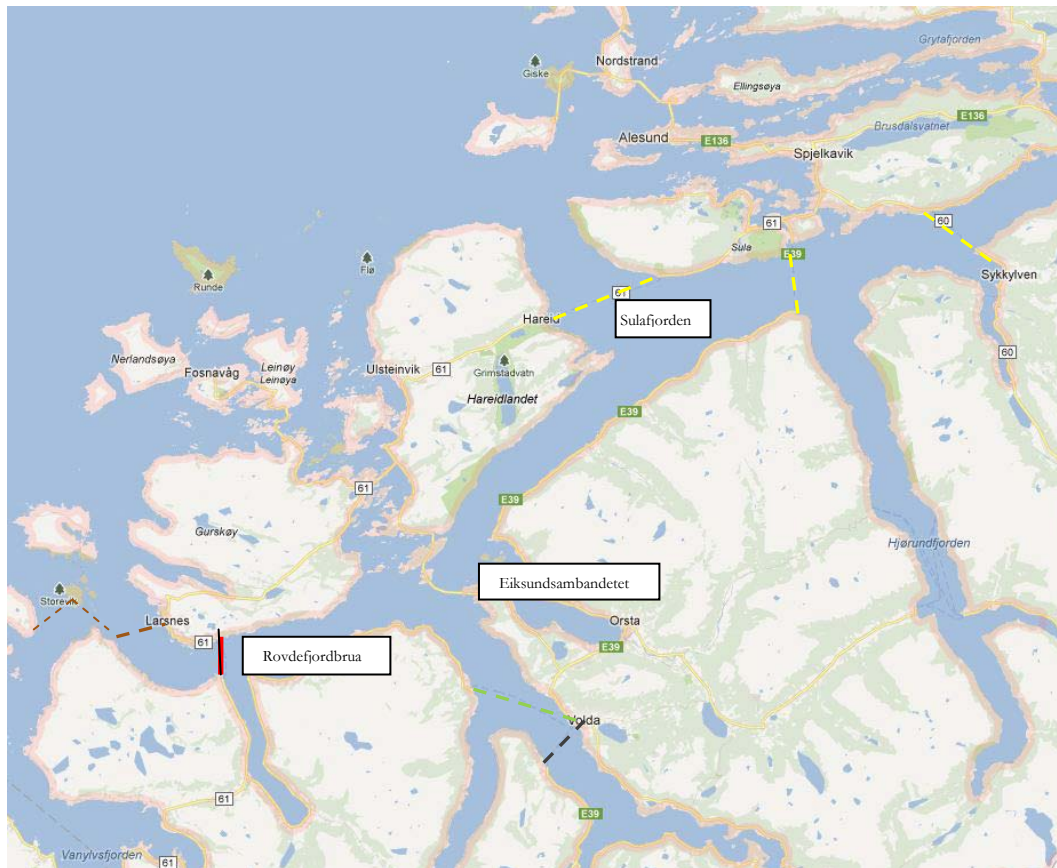 Grytafjorden
Nordstrand
Giske
Ellingsøya
Brusdalsvatnet
E136
Alesund
E136
Spjelkavik
61
60
Sula
E39
Sykkylven
Flø
Runde
61
Hareid
Sulafjorden
Nerlandsøya
Leinøy
Leinøya
Fosnavåg
Ulsteinvik
61
Grimstadvatn
Hareidlandet
60
E39
61
E39
Gurskøy
Hjørundfjorden
Eiksundsambandetet
Storevik
Larsnes
Orsta
61
Rovdefjordbrua
E39
Volda
61
Vanylvsfjorden
61